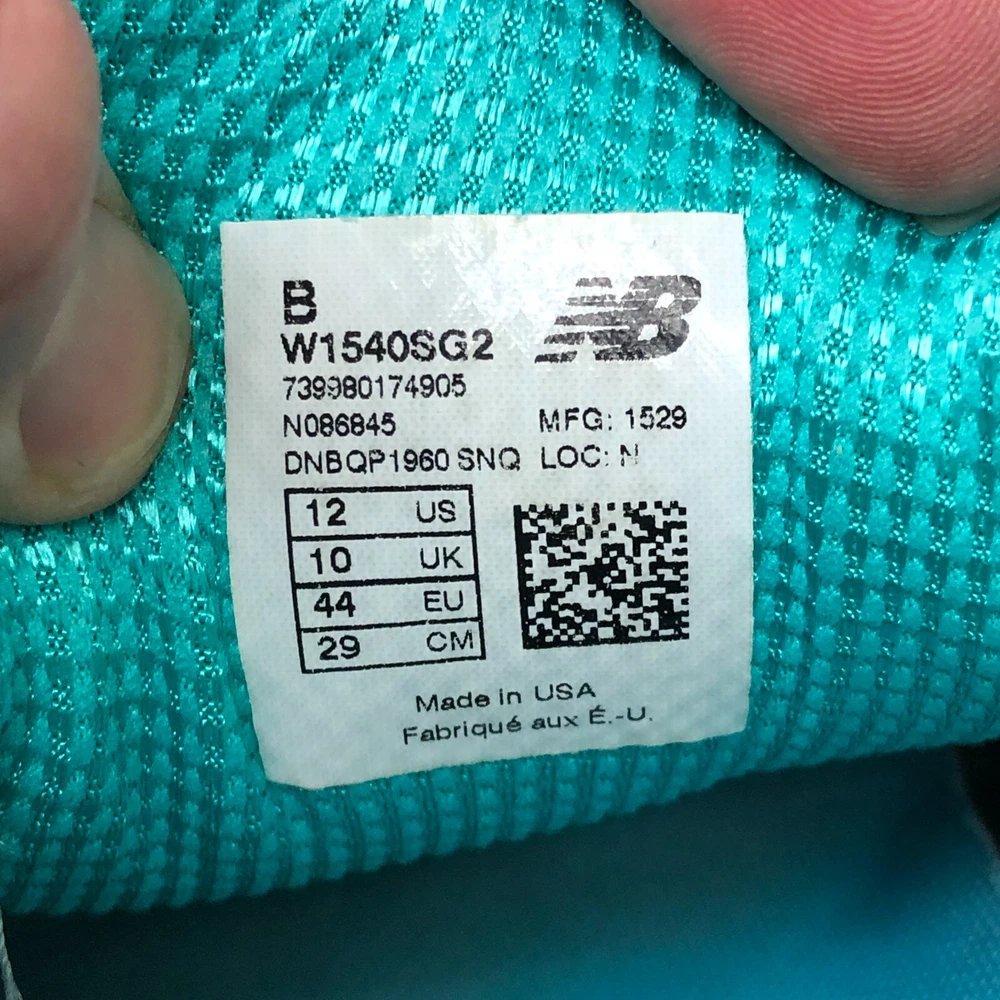 B
NB
W1540SG2
739980174905
N086845 MFG: 1529
DNBQP1960 SNQ LOC: N
12 US
10 UK
44 EU
29 CM
Made in USA
Fabriqué aux É.-U.